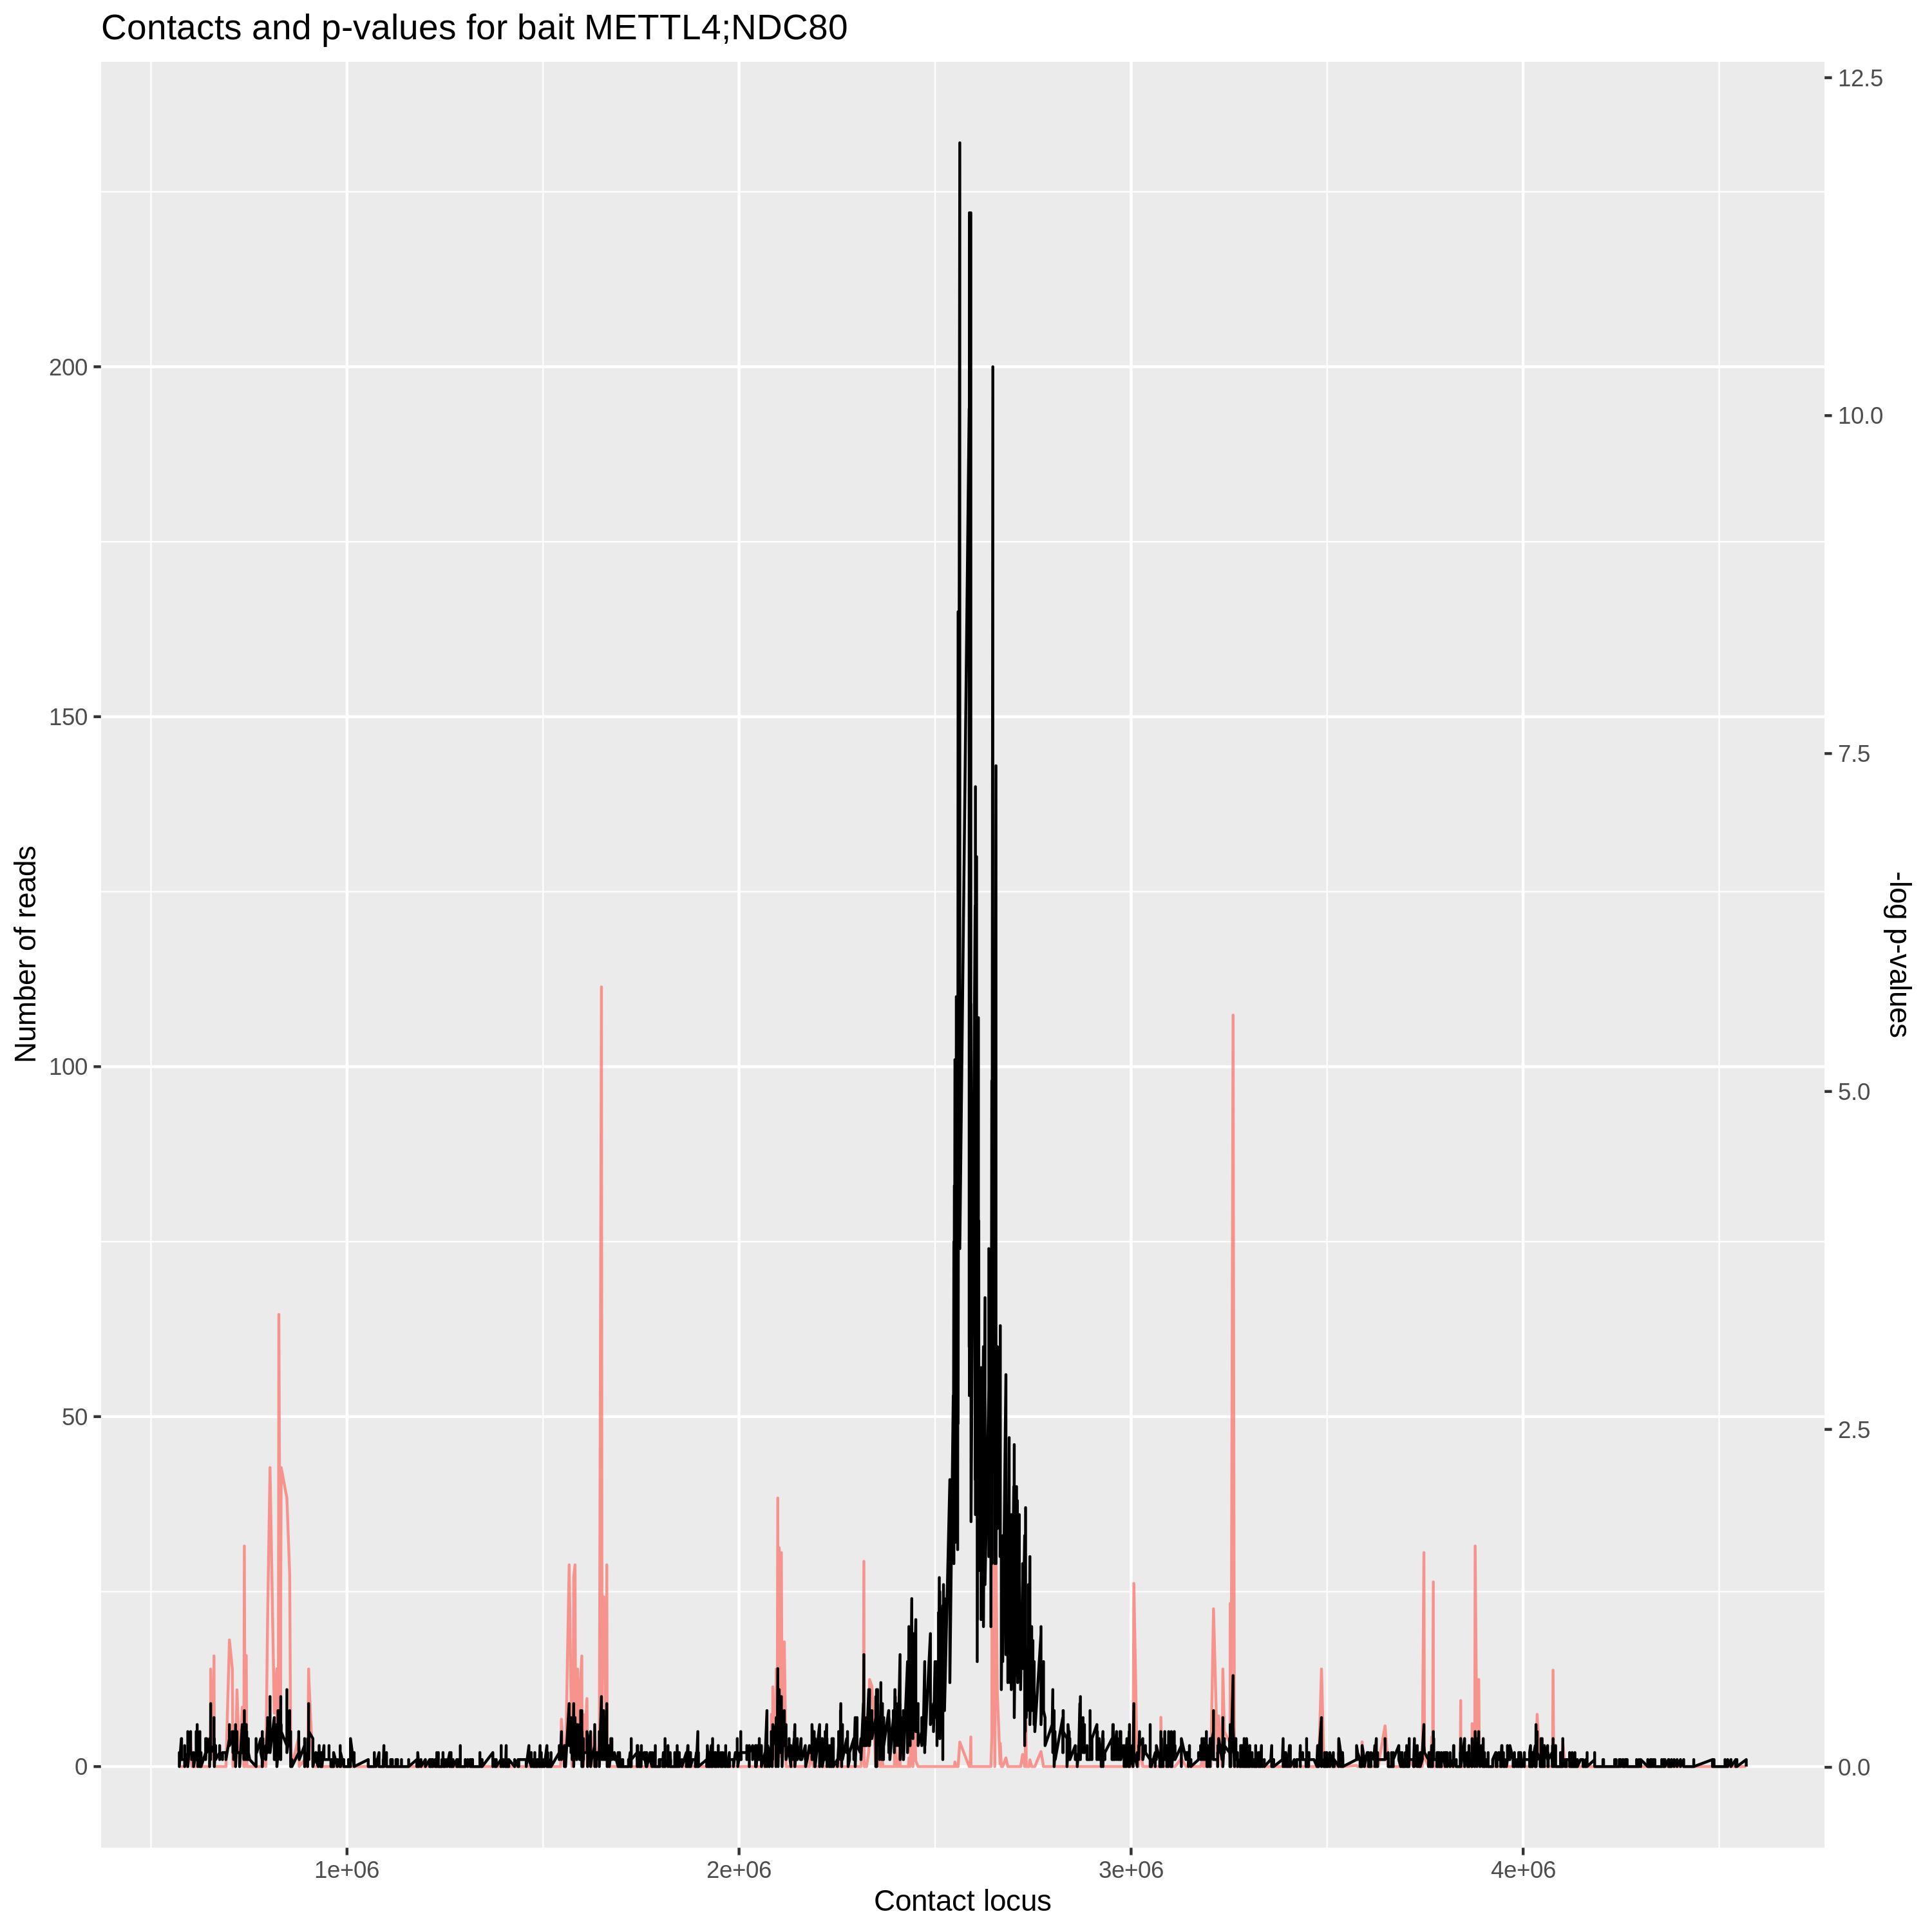 Contacts and p-values for bait METTL4;NDC80
12.5
10.0
7.5
5.0
2.5
0.0
-log p-values
200
150
100
50
0
Number of reads
1e+06
2e+06
3e+06
4e+06
Contact locus